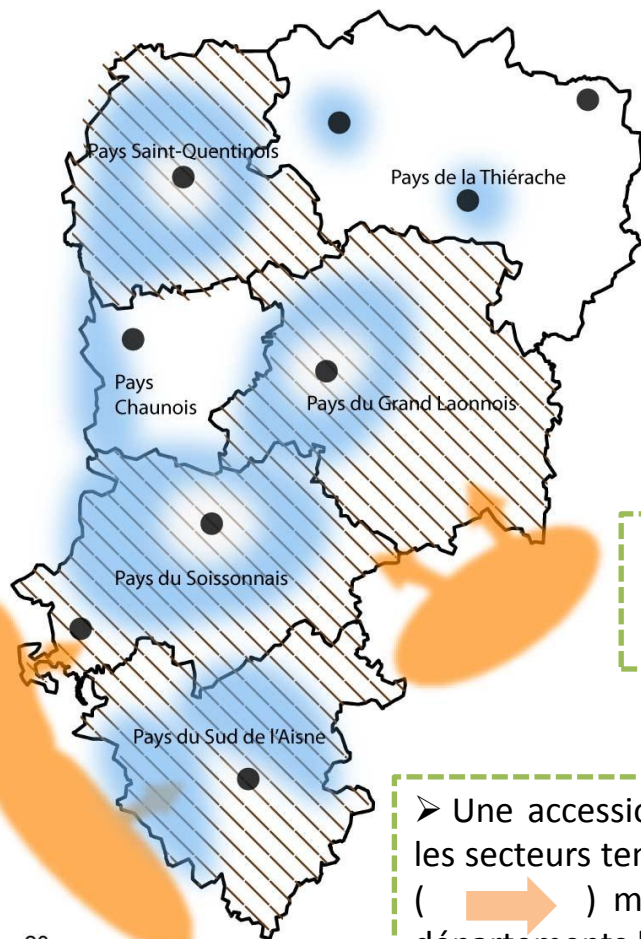 Pays Saint-Quentinois
Pays de la Thiérache
Pays
Chaunois
Pays du Grand Laonnois
Pays du Soissonnais
Pays du Sud de l'Aisne
➢ Une accessio
les secteurs ten
( ) m